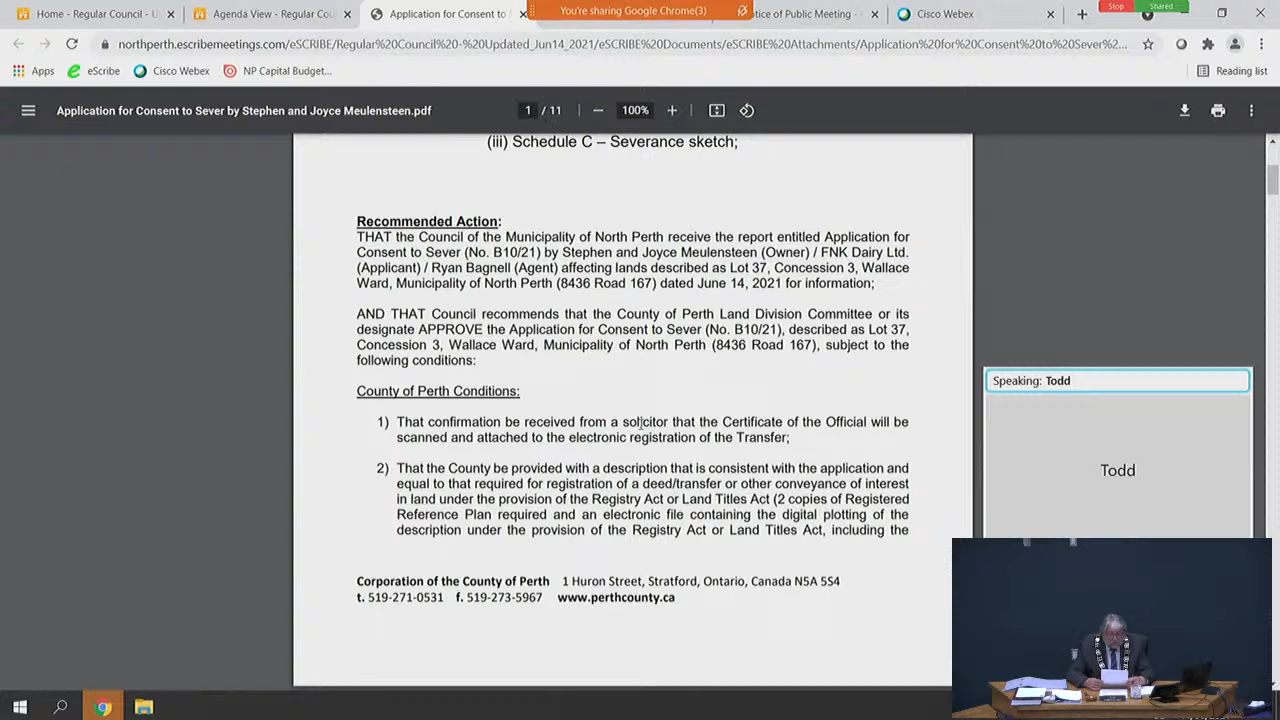 Home - Regular Council - U
Agenda View - Regular Cou
Application for Consent to S
You're sharing Google Chrome(3)
tice of Public Meeting -
Cisco Webex
Stop
Shared
northperth.escribemeetings.com/eSCRIBE/Regular%20Council%20-%20Updated_Jun14_2021/eSCRIBE%20Documents/eSCRIBE%20Attachments/Application%20for%20Consent%20to%20Sever%2...
Apps
eScribe
Cisco Webex
NP Capital Budget...
Reading list
Application for Consent to Sever by Stephen and Joyce Meulensteen.pdf
1 / 11
100%
(iii) Schedule C – Severance sketch;
Recommended Action:
THAT the Council of the Municipality of North Perth receive the report entitled Application for
Consent to Sever (No. B10/21) by Stephen and Joyce Meulensteen (Owner) / FNK Dairy Ltd.
(Applicant) / Ryan Bagnell (Agent) affecting lands described as Lot 37, Concession 3, Wallace
Ward, Municipality of North Perth (8436 Road 167) dated June 14, 2021 for information;
AND THAT Council recommends that the County of Perth Land Division Committee or its
designate APPROVE the Application for Consent to Sever (No. B10/21), described as Lot 37,
Concession 3, Wallace Ward, Municipality of North Perth (8436 Road 167), subject to the
following conditions:
County of Perth Conditions:
1) That confirmation be received from a solicitor that the Certificate of the Official will be
scanned and attached to the electronic registration of the Transfer;
2) That the County be provided with a description that is consistent with the application and
equal to that required for registration of a deed/transfer or other conveyance of interest
in land under the provision of the Registry Act or Land Titles Act (2 copies of Registered
Reference Plan required and an electronic file containing the digital plotting of the
description under the provision of the Registry Act or Land Titles Act, including the
Corporation of the County of Perth 1 Huron Street, Stratford, Ontario, Canada N5A 5S4
t. 519-271-0531 f. 519-273-5967 www.perthcounty.ca
Speaking: Todd
Todd